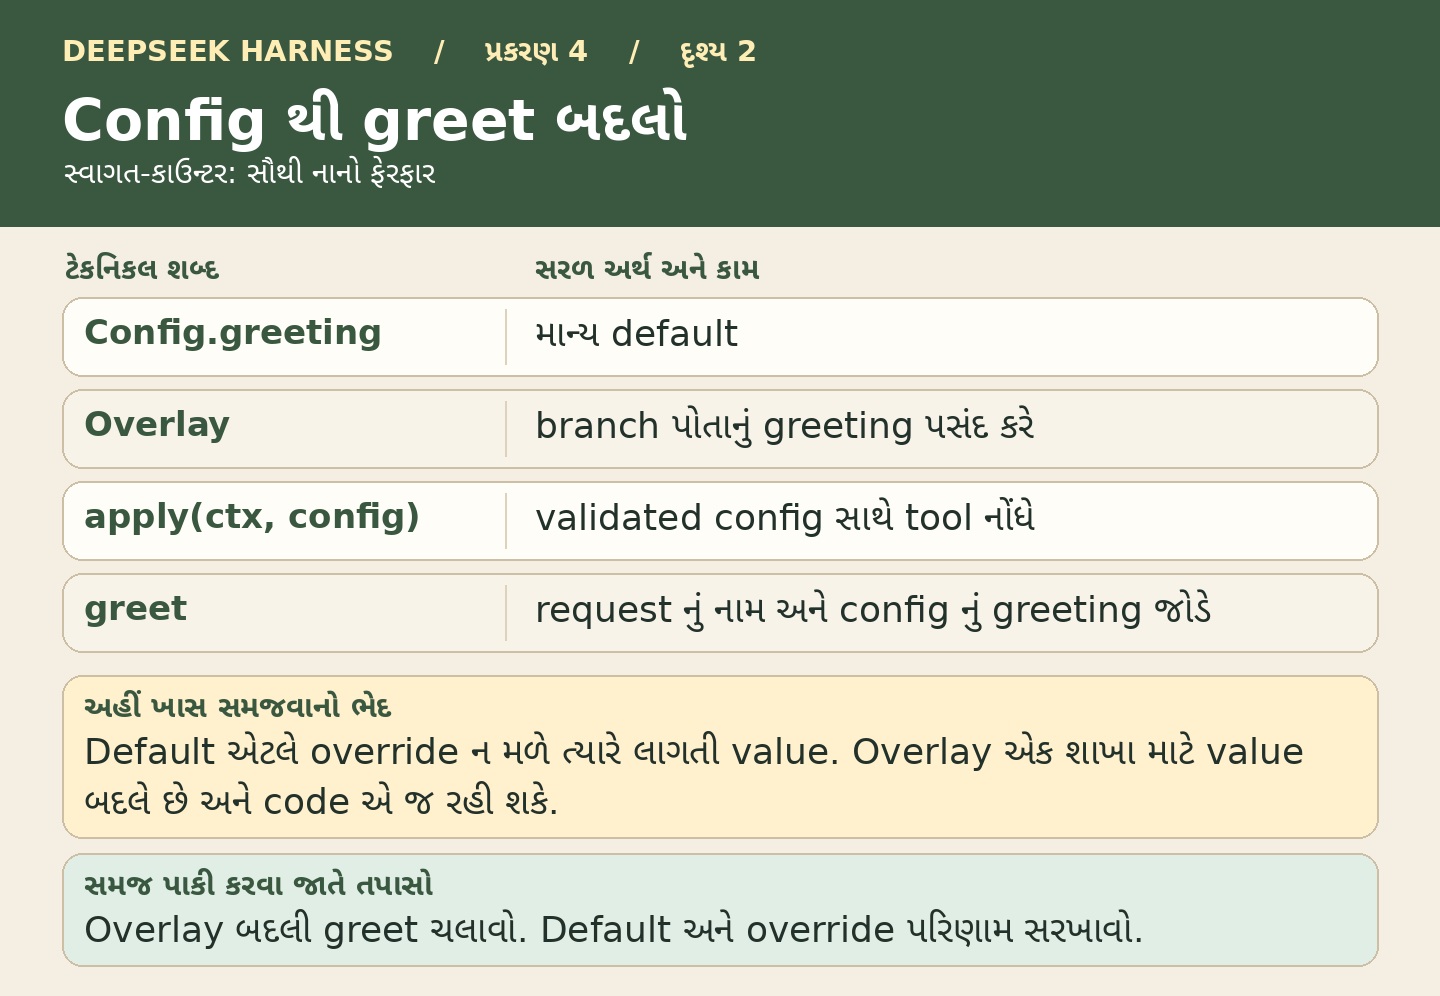 DEEPSEEK HARNESS / પ્રકરણ 4 / દૃશ્ય 2
Config થી greet બદલો
સ્વાગત-કાઉન્ટર: સૌથી નાનો ફેરફાર
ટેકનિકલ શબ્દ સરળ અર્થ અને કામ
Config.greeting માન્ય default
Overlay branch પોતાનું greeting પસંદ કરે
apply(ctx, config) validated config સાથે tool નોંધે
greet request નું નામ અને config નું greeting જોડે
અહીં ખાસ સમજવાનો ભેદ
Default એટલે override ન મળે ત્યારે લાગતી value. Overlay એક શાખા માટે value
બદલે છે અને code એ જ રહી શકે.
સમજ પાકી કરવા જાતે તપાસો
Overlay બદલી greet ચલાવો. Default અને override પરિણામ સરખાવો.